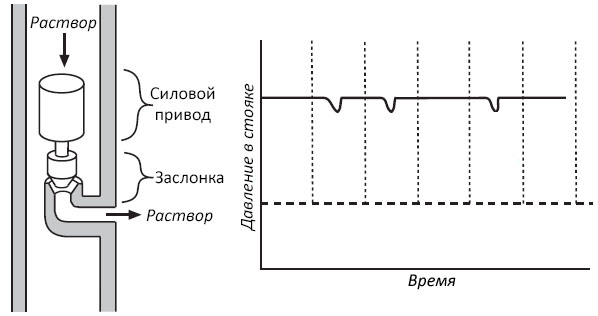 Раствор
Силовой
привод
Заслонка
Раствор
Давление в стояке
Время